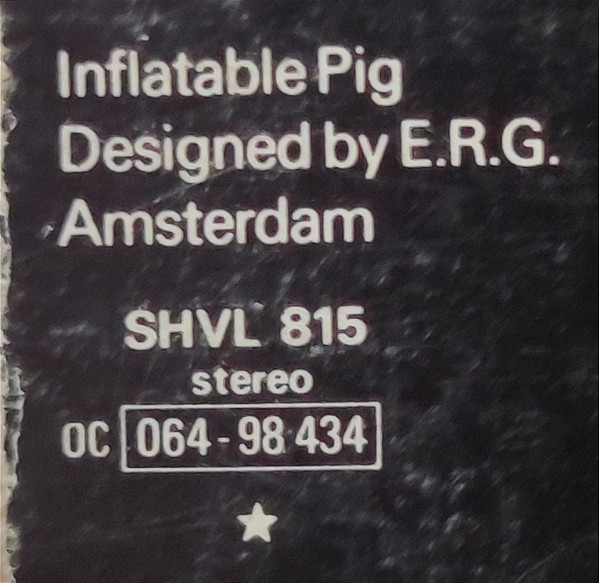 Inflatable Pig
Designed by E.R.G.
Amsterdam
SHVL 815
stereo
OC 064-98 434